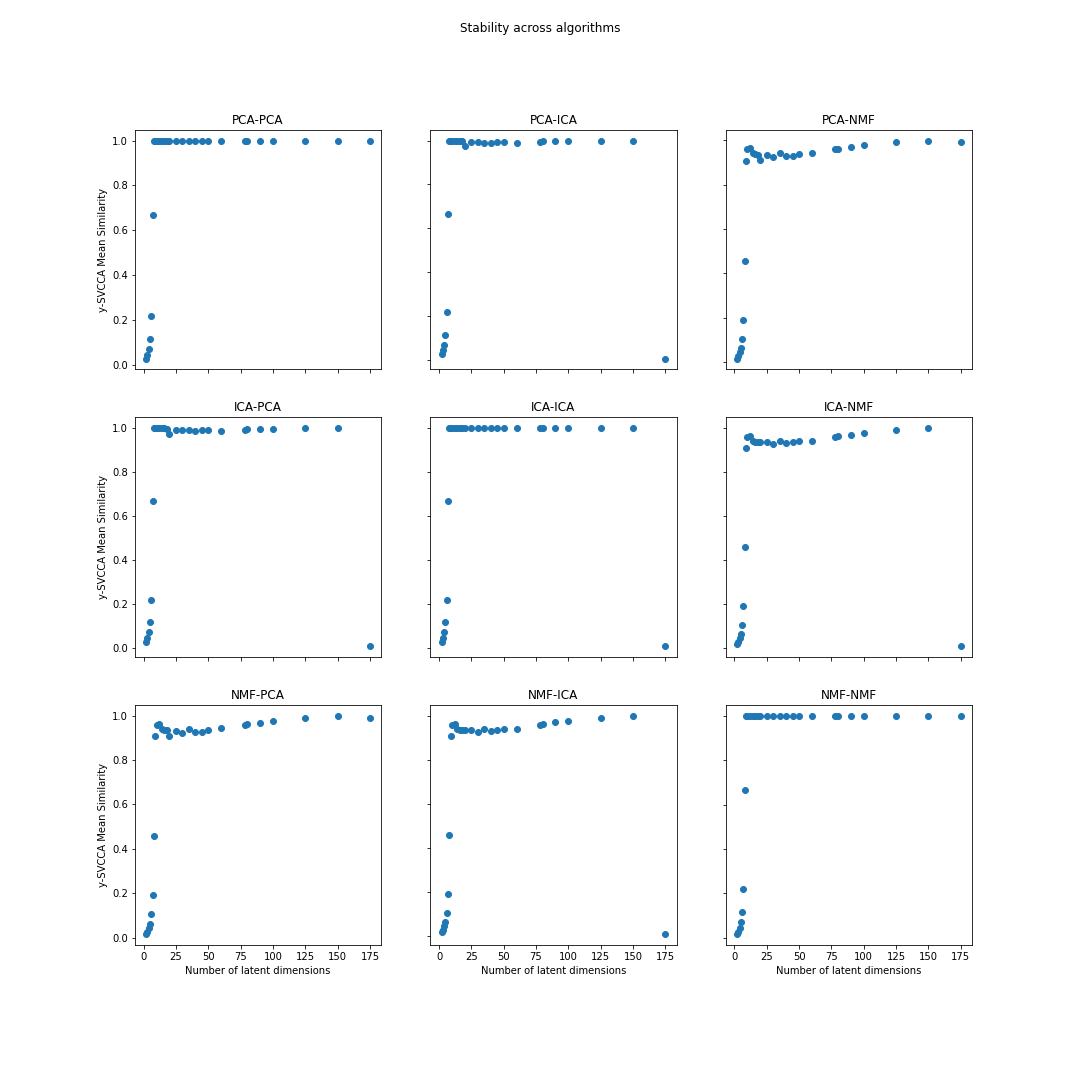 Stability across algorithms
PCA-PCA
PCA-ICA
PCA-NMF
y-SVCCA Mean Similarity
1.0
0.8
0.6
0.4
0.2
0.0
ICA-PCA
ICA-ICA
ICA-NMF
y-SVCCA Mean Similarity
1.0
0.8
0.6
0.4
0.2
0.0
NMF-PCA
NMF-ICA
NMF-NMF
y-SVCCA Mean Similarity
1.0
0.8
0.6
0.4
0.2
0.0
0 25 50 75 100 125 150 175
0 25 50 75 100 125 150 175
0 25 50 75 100 125 150 175
Number of latent dimensions
Number of latent dimensions
Number of latent dimensions